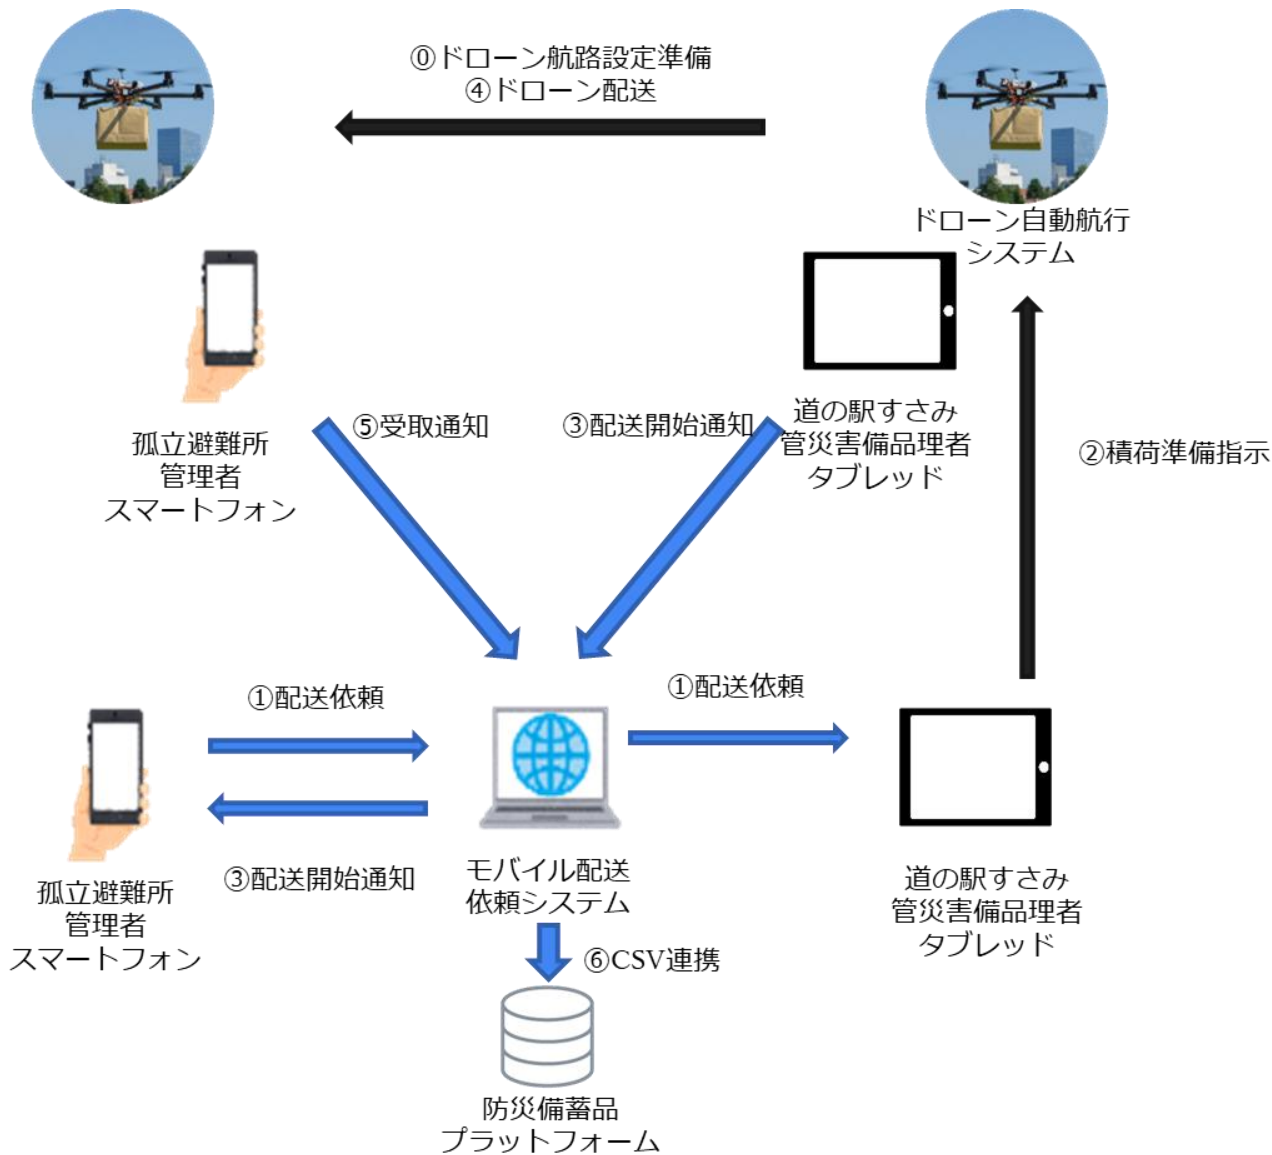 ⓪ドローン航路設定準備
④ドローン配送
ドローン自動航行
システム
孤立避難所
管理者
スマートフォン
⑤受取通知
③配送開始通知
道の駅すさみ
管災害備品理者
タブレッド
②積荷準備指示
①配送依頼
①配送依頼
③配送開始通知
孤立避難所
管理者
スマートフォン
モバイル配送
依頼システム
道の駅すさみ
管災害備品理者
タブレッド
⑥CSV連携
防災備蓄品
プラットフォーム